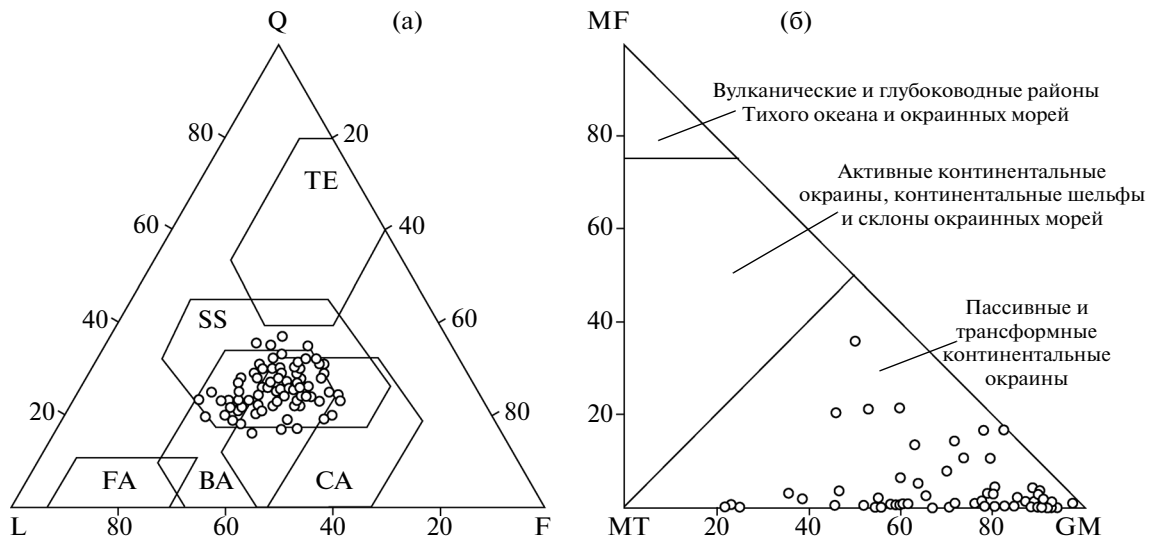 Q
(а)
80
20
TE
60
40
SS
40
60
20
80
FA
BA
CA
L
80
60
40
20
F
MF
(б)
Вулканические и глубоководные районы
Тихого океана и окраинных морей
80
Активные континентальные
окраины, континентальные шельфы
и склоны окраинных морей
60
40
Пассивные и
трансформные
континентальные
окраины
20
MT
20
40
60
80
GM